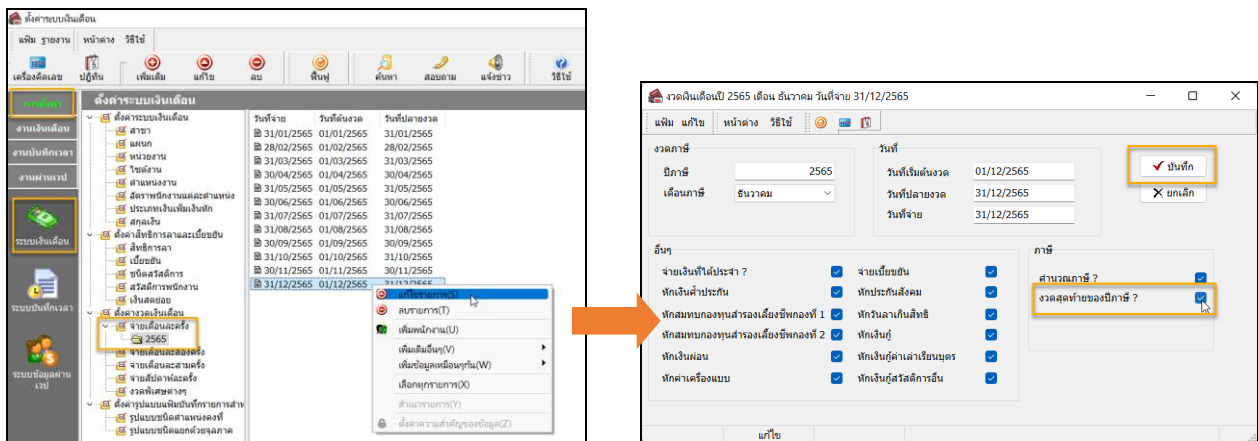 ตั้งค่าระบบเงินเดือน
แฟ้ม รายงาน หน้าต่าง วิธีใช้
เครื่องคิดเลข ปฏิทิน เพิ่มเติม แก้ไข ลบ ฟื้นฟู ค้นหา สอบถาม แจ้งข่าว วิธีใช้
การตั้งค่า
งานเงินเดือน
งานบันทึกเวลา
งานผ่านเวป
ระบบเงินเดือน
ระบบบันทึกเวลา
ระบบข้อมูลผ่าน
เวป
ตั้งค่าระบบเงินเดือน
ตั้งค่าระบบเงินเดือน
สาขา
แผนก
หน่วยงาน
ไซต์งาน
ตำแหน่งงาน
อัตราพนักงานแต่ละตำแหน่ง
ประเภทเงินเพิ่มเงินหัก
สกุลเงิน
ตั้งค่าสิทธิการลาและเบี้ยขยัน
สิทธิการลา
เบี้ยขยัน
ชนิดสวัสดิการ
สวัสดิการพนักงาน
เงินสดย่อย
ตั้งค่างวดเงินเดือน
จ่ายเดือนละครั้ง
2565
จ่ายเดือนละสองครั้ง
จ่ายเดือนละสามครั้ง
จ่ายสัปดาห์ละครั้ง
งวดพิเศษต่างๆ
ตั้งค่ารูปแบบแฟ้มบันทึกรายการสำห
รูปแบบชนิดตำแหน่งคงที่
รูปแบบชนิดแยกด้วยจุลภาค
วันที่จ่าย วันที่ต้นงวด วันที่ปลายงวด
31/01/2565 01/01/2565 31/01/2565
28/02/2565 01/02/2565 28/02/2565
31/03/2565 01/03/2565 31/03/2565
30/04/2565 01/04/2565 30/04/2565
31/05/2565 01/05/2565 31/05/2565
30/06/2565 01/06/2565 30/06/2565
31/07/2565 01/07/2565 31/07/2565
31/08/2565 01/08/2565 31/08/2565
30/09/2565 01/09/2565 30/09/2565
31/10/2565 01/10/2565 31/10/2565
30/11/2565 01/11/2565 30/11/2565
31/12/2565 01/12/2565 31/12/2565
แก้ไขรายการ(S)
ลบรายการ(T)
เพิ่มพนักงาน(U)
เพิ่มเติมอื่นๆ(V)
เพิ่มข้อมูลเหมือนๆกัน(W)
เลือกทุกรายการ(X)
สำเนารายการ(Y)
ตั้งค่าความสำคัญของข้อมูล(Z)
งวดเงินเดือนปี 2565 เดือน ธันวาคม วันที่จ่าย 31/12/2565
แฟ้ม แก้ไข หน้าต่าง วิธีใช้
งวดภาษี
ปีภาษี 2565
เดือนภาษี ธันวาคม
วันที่
วันที่เริ่มต้นงวด 01/12/2565
วันที่ปลายงวด 31/12/2565
วันที่จ่าย 31/12/2565
บันทึก
ยกเลิก
อื่นๆ
จ่ายเงินที่ได้ประจำ ? จ่ายเบี้ยขยัน
หักเงินค้ำประกัน หักประกันสังคม
หักสมทบกองทุนสำรองเลี้ยงชีพกองที่ 1 หักวันลาเกินสิทธิ
หักสมทบกองทุนสำรองเลี้ยงชีพกองที่ 2 หักเงินกู้
หักเงินผ่อน หักเงินกู้ค่าเล่าเรียนบุตร
หักค่าเครื่องแบบ หักเงินกู้สวัสดิการอื่น
ภาษี
คำนวณภาษี ?
งวดสุดท้ายของปีภาษี ?
แก้ไข